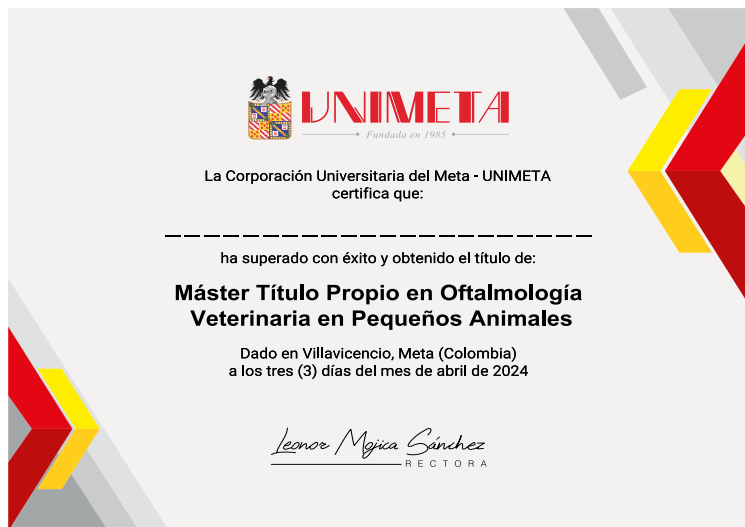 UNIMETA
Fundada en 1985
La Corporación Universitaria del Meta - UNIMETA
certifica que:
ha superado con éxito y obtenido el título de:
Máster Título Propio en Oftalmología
Veterinaria en Pequeños Animales
Dado en Villavicencio, Meta (Colombia)
a los tres (3) días del mes de abril de 2024
Leonor Mojica Sánchez
RECTORA